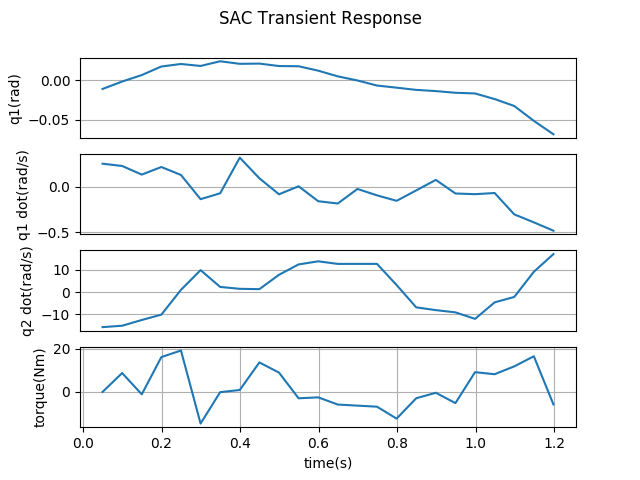 SAC Transient Response
q1(rad)
0.00
−0.05
q1 dot(rad/s)
0.0
−0.5
q2 dot(rad/s)
10
0
−10
torque(Nm)
20
0
0.0 0.2 0.4 0.6 0.8 1.0 1.2
time(s)